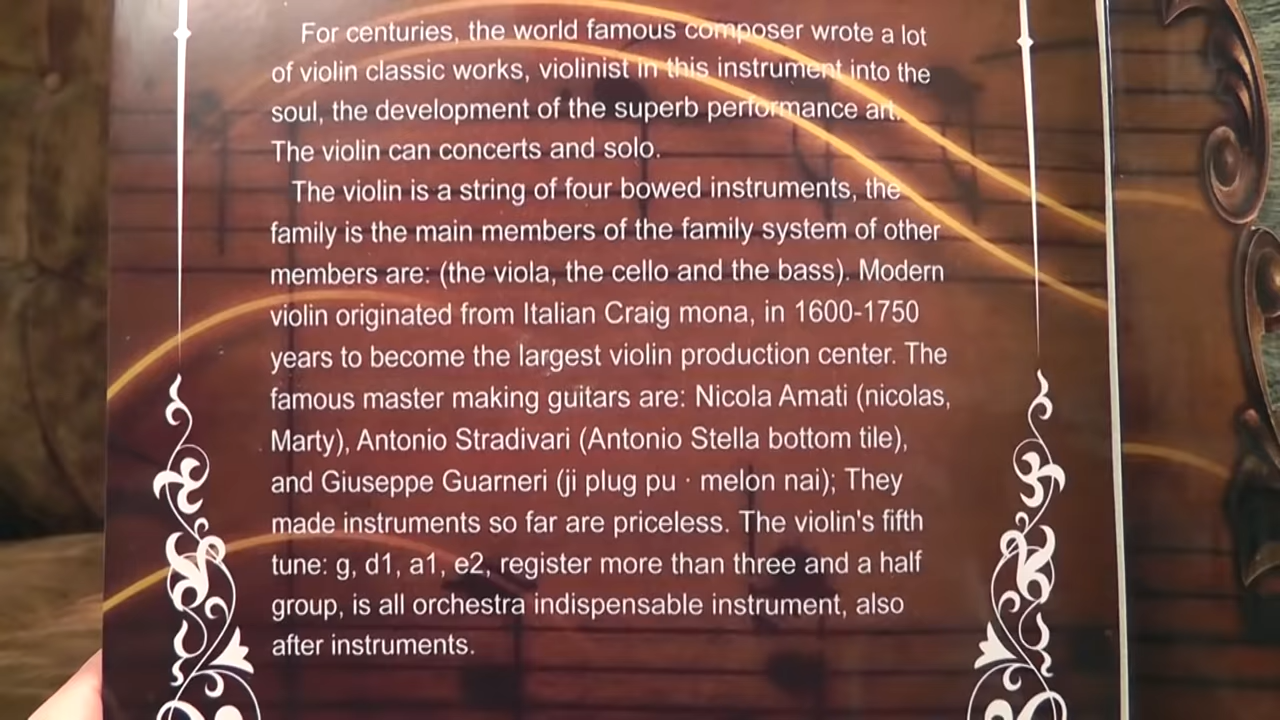 For centuries, the world famous composer wrote a lot
of violin classic works, violinist in this instrument into the
soul, the development of the superb performance art.
The violin can concerts and solo.
The violin is a string of four bowed instruments, the
family is the main members of the family system of other
members are: (the viola, the cello and the bass). Modern
violin originated from Italian Craig mona, in 1600-1750
years to become the largest violin production center. The
famous master making guitars are: Nicola Amati (nicolas,
Marty), Antonio Stradivari (Antonio Stella bottom tile),
and Giuseppe Guarneri (ji plug pu · melon nai); They
made instruments so far are priceless. The violin's fifth
tune: g, d1, a1, e2, register more than three and a half
group, is all orchestra indispensable instrument, also
after instruments.